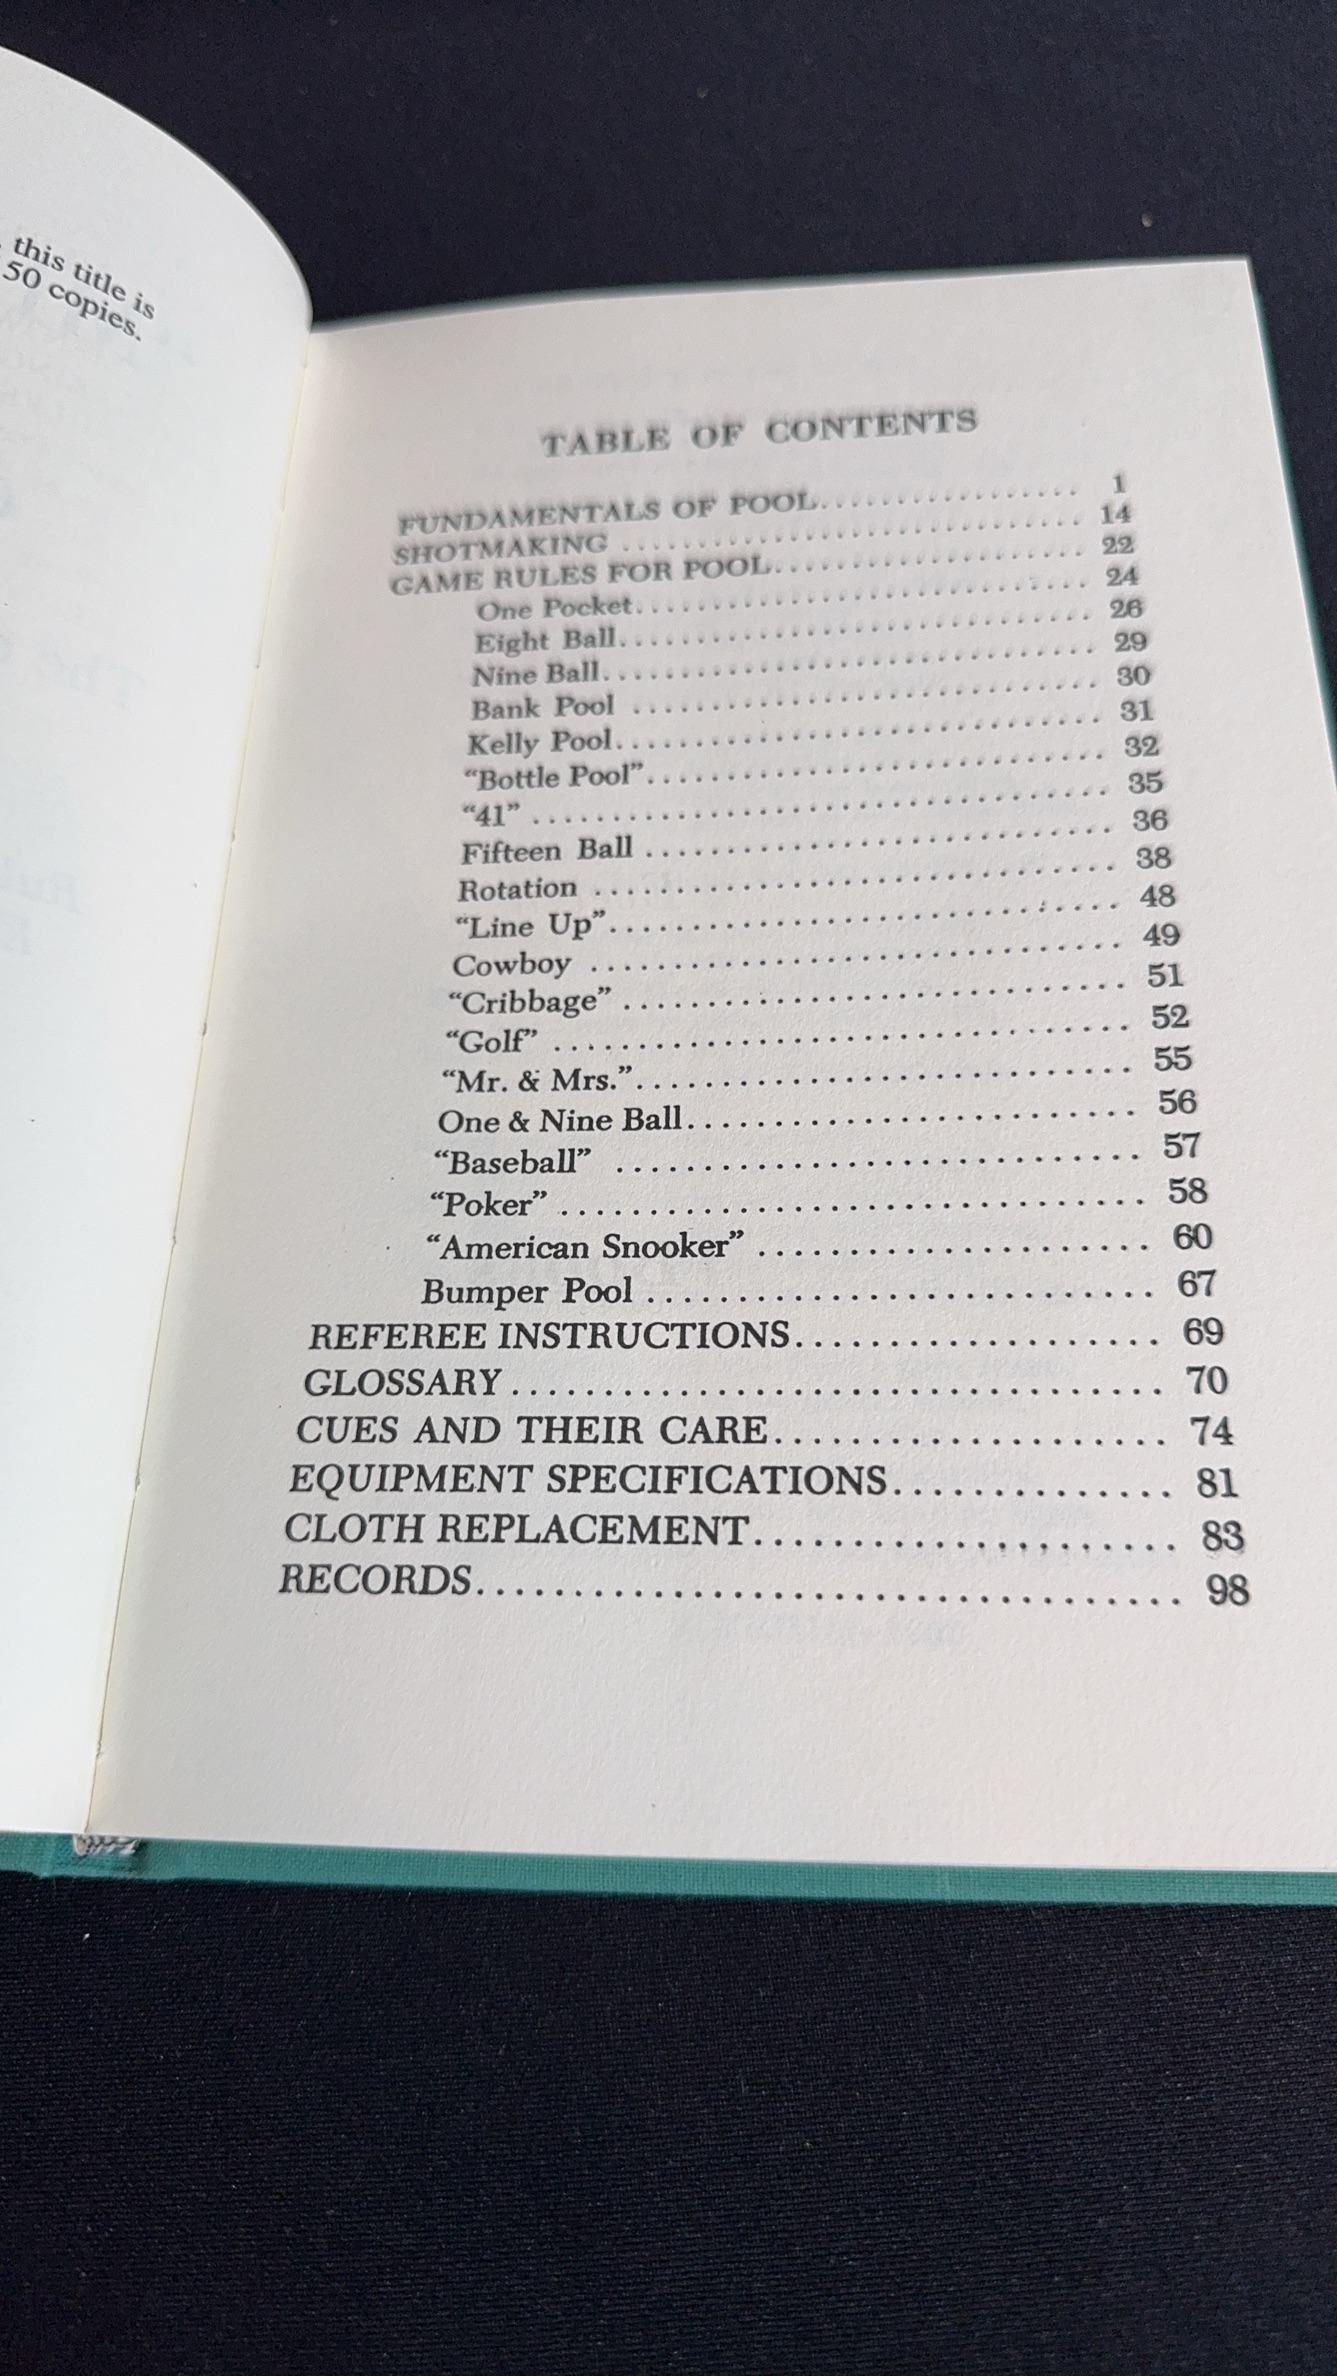 this title is
50 copies.
TABLE OF CONTENTS
FUNDAMENTALS OF POOL.................... 1
SHOTMAKING .................................. 14
GAME RULES FOR POOL....................... 22
One Pocket................................ 24
Eight Ball................................. 26
Nine Ball.................................. 29
Bank Pool ................................ 30
Kelly Pool................................. 31
“Bottle Pool”.............................. 32
“41” ...................................... 35
Fifteen Ball ............................... 36
Rotation .................................. 38
“Line Up”................................. 48
Cowboy .................................. 49
“Cribbage” ............................... 51
“Golf” .................................... 52
“Mr. & Mrs.”.............................. 55
One & Nine Ball........................... 56
“Baseball” ................................ 57
“Poker” ................................... 58
“American Snooker” ...................... 60
Bumper Pool ............................. 67
REFEREE INSTRUCTIONS.................... 69
GLOSSARY.................................... 70
CUES AND THEIR CARE...................... 74
EQUIPMENT SPECIFICATIONS............... 81
CLOTH REPLACEMENT....................... 83
RECORDS..................................... 98